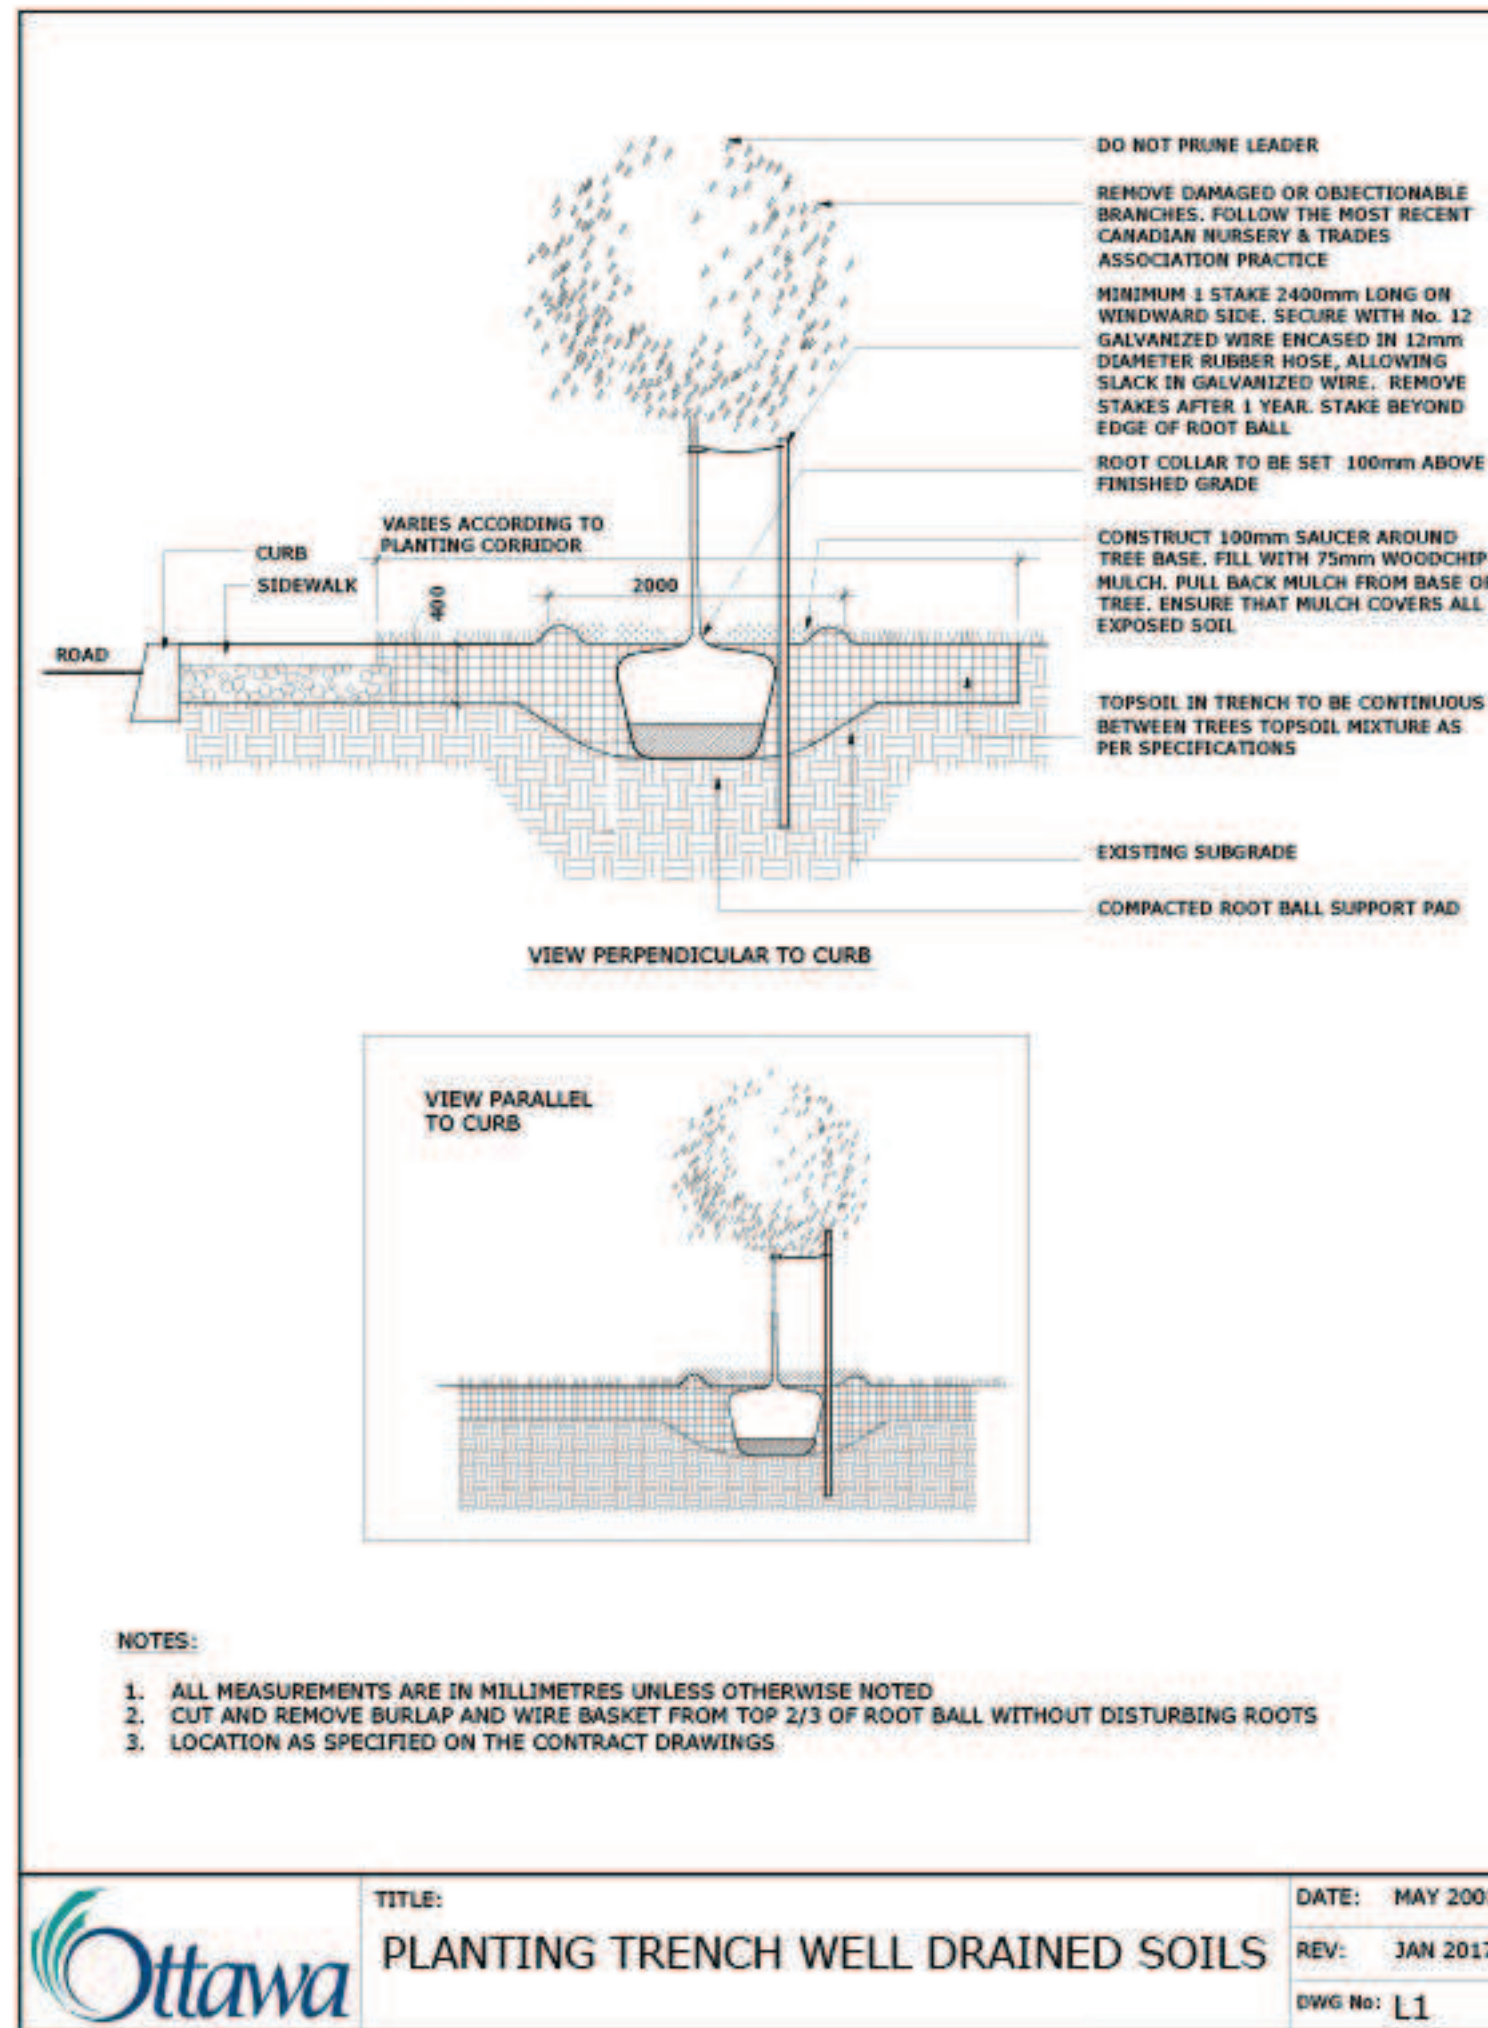 DO NOT PRUNE LEADER
REMOVE DAMAGED OR OBJECTIONABLE
BRANCHES. FOLLOW THE MOST RECENT
CANADIAN NURSERY & TRADES
ASSOCIATION PRACTICE
MINIMUM 1 STAKE 2400mm LONG ON
WINDWARD SIDE. SECURE WITH No. 12
GALVANIZED WIRE ENCASED IN 12mm
DIAMETER RUBBER HOSE, ALLOWING
SLACK IN GALVANIZED WIRE. REMOVE
STAKES AFTER 1 YEAR. STAKE BEYOND
EDGE OF ROOT BALL
ROOT COLLAR TO BE SET 100mm ABOVE
FINISHED GRADE
CONSTRUCT 100mm SAUCER AROUND
TREE BASE. FILL WITH 75mm WOODCHIP
MULCH. PULL BACK MULCH FROM BASE OF
TREE. ENSURE THAT MULCH COVERS ALL
EXPOSED SOIL
TOPSOIL IN TRENCH TO BE CONTINUOUS
BETWEEN TREES TOPSOIL MIXTURE AS
PER SPECIFICATIONS
EXISTING SUBGRADE
COMPACTED ROOT BALL SUPPORT PAD
VARIES ACCORDING TO
PLANTING CORRIDOR
CURB
SIDEWALK
400
2000
ROAD
VIEW PERPENDICULAR TO CURB
VIEW PARALLEL
TO CURB
NOTES:
1. ALL MEASUREMENTS ARE IN MILLIMETRES UNLESS OTHERWISE NOTED
2. CUT AND REMOVE BURLAP AND WIRE BASKET FROM TOP 2/3 OF ROOT BALL WITHOUT DISTURBING ROOTS
3. LOCATION AS SPECIFIED ON THE CONTRACT DRAWINGS
Ottawa
TITLE:
PLANTING TRENCH WELL DRAINED SOILS
DATE: MAY
REV: JAN 2017
DWG No: L1